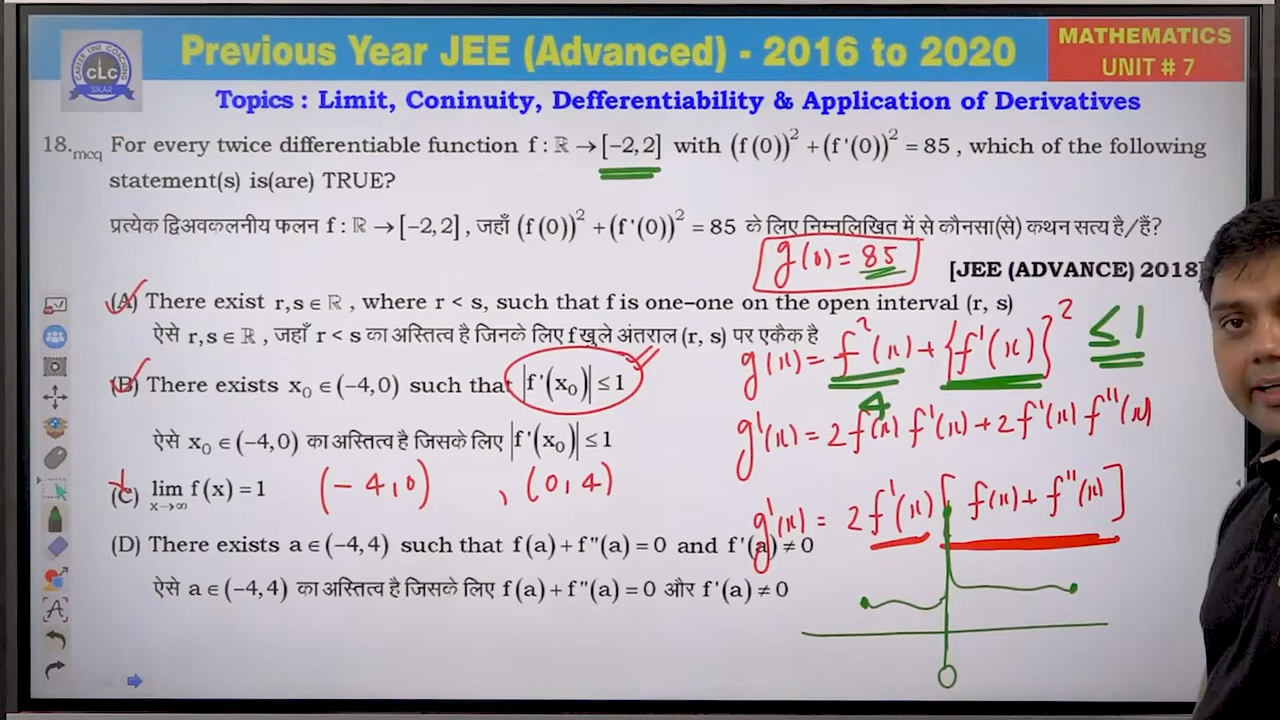 Previous Year JEE (Advanced) - 2016 to 2020
MATHEMATICS
UNIT # 7
CAREER LINE COACHING
CLC
SIKAR
Topics : Limit, Coninuity, Defferentiability & Application of Derivatives
18.mcq For every twice differentiable function f : ℝ → [−2, 2] with (f(0))² + (f'(0))² = 85 , which of the following
statement(s) is(are) TRUE?
प्रत्येक द्विअवकलनीय फलन f : ℝ → [−2, 2] , जहाँ (f(0))² + (f'(0))² = 85 के लिए निम्नलिखित में से कौनसा(से) कथन सत्य है/हैं?
g(0) = 85
[JEE (ADVANCE) 2018]
(A) There exist r, s ∈ ℝ , where r < s, such that f is one–one on the open interval (r, s)
ऐसे r, s ∈ ℝ , जहाँ r < s का अस्तित्व है जिनके लिए f खुले अंतराल (r, s) पर एकैक है
g(x) = f²(x) + {f'(x)}² ≤ 1
4
(B) There exists x₀ ∈ (−4, 0) such that |f'(x₀)| ≤ 1
g'(x) = 2f(x) f'(x) + 2f'(x) f''(x)
ऐसे x₀ ∈ (−4, 0) का अस्तित्व है जिसके लिए |f'(x₀)| ≤ 1
(C) lim x→∞ f(x) = 1
(−4, 0) , (0, 4)
g'(x) = 2f'(x) [f(x) + f''(x)]
(D) There exists a ∈ (−4, 4) such that f(a) + f''(a) = 0 and f'(a) ≠ 0
ऐसे a ∈ (−4, 4) का अस्तित्व है जिसके लिए f(a) + f''(a) = 0 और f'(a) ≠ 0
0